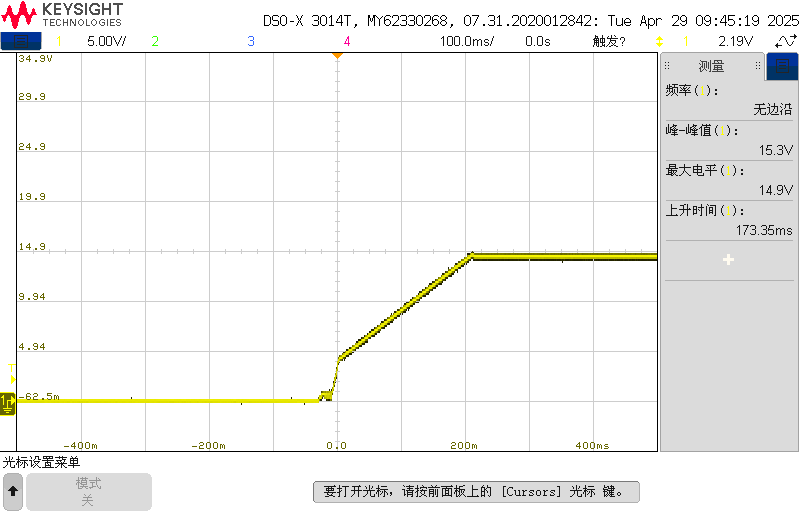 KEYSIGHT
TECHNOLOGIES
DSO-X 3014T, MY62330268, 07.31.2020012842: Tue Apr 29 09:45:19 2025
1 5.00V/ 2 3 4 100.0ms/ 0.0s 触发? 1 2.19V
34.9V
29.9
24.9
19.9
14.9
9.94
4.94
-62.5m
-400m -200m 0.0 200m 400ms
T
1
测量
频率(1):
无边沿
峰-峰值(1):
15.3V
最大电平(1):
14.9V
上升时间(1):
173.35ms
光标设置菜单
模式
关
要打开光标，请按前面板上的 [Cursors] 光标 键。